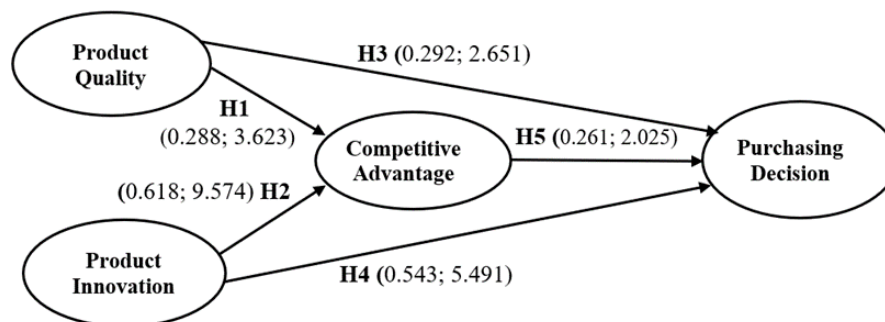 Product
Quality
H3 (0.292; 2.651)
H1
(0.288; 3.623)
Competitive
Advantage
H5 (0.261; 2.025)
Purchasing
Decision
(0.618; 9.574) H2
Product
Innovation
H4 (0.543; 5.491)